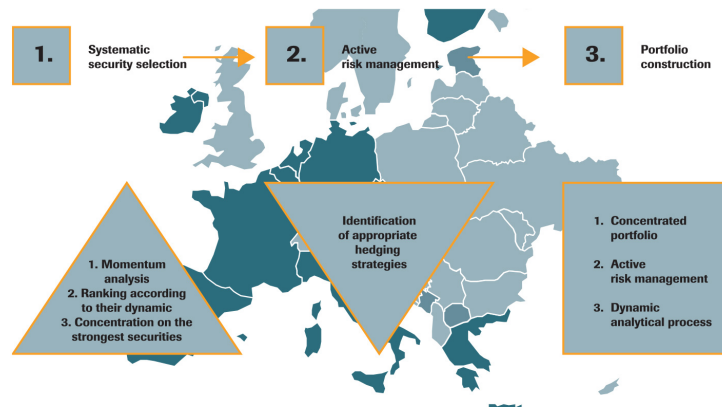 1.
Systematic
security selection
2.
Active
risk management
3.
Portfolio
construction
1. Momentum
analysis
2. Ranking according
to their dynamic
3. Concentration on the
strongest securities
Identification
of appropriate
hedging
strategies
1. Concentrated
portfolio
2. Active
risk management
3. Dynamic
analytical process